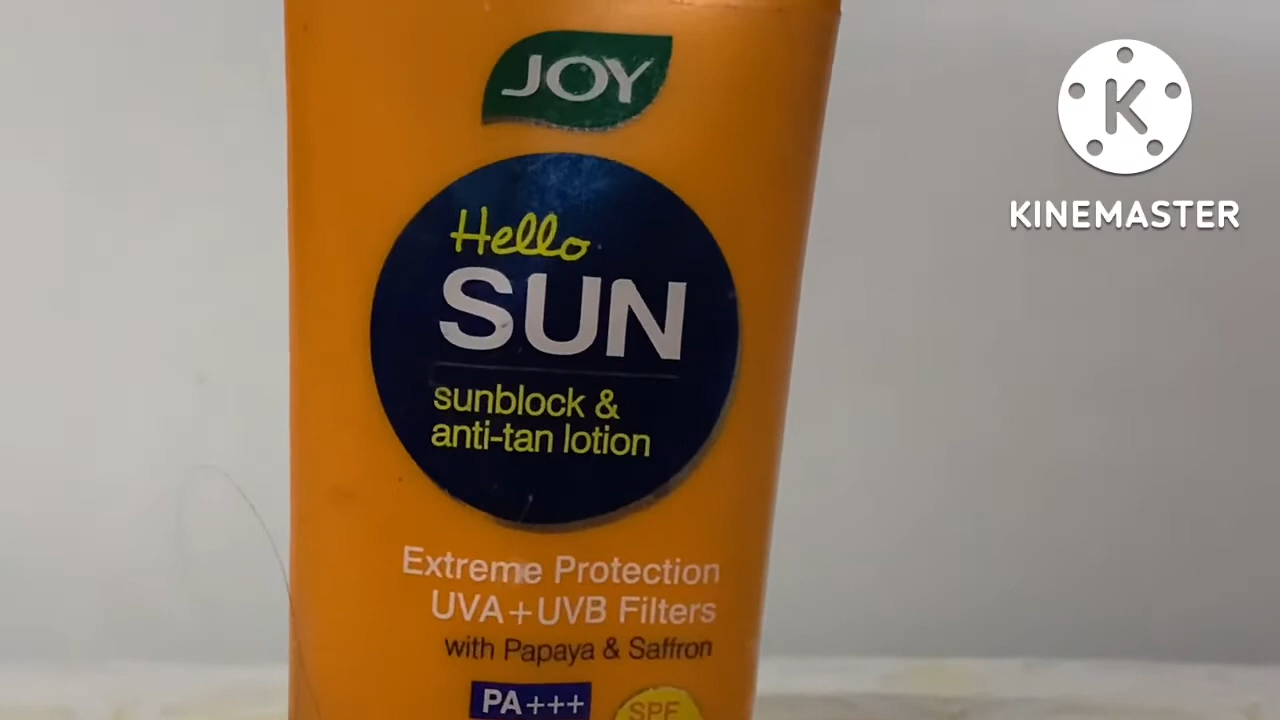 JOY
Hello
SUN
sunblock &
anti-tan lotion
Extreme Protection
UVA+UVB Filters
with Papaya & Saffron
PA+++
SPF
K
KINEMASTER